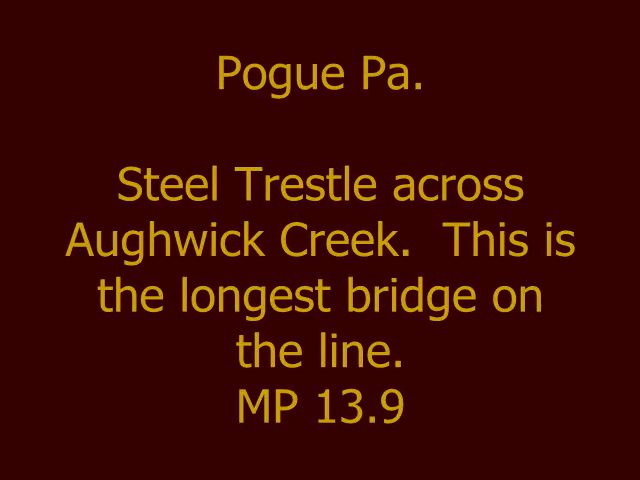 Pogue Pa.
Steel Trestle across
Aughwick Creek.  This is
the longest bridge on
the line.
MP 13.9